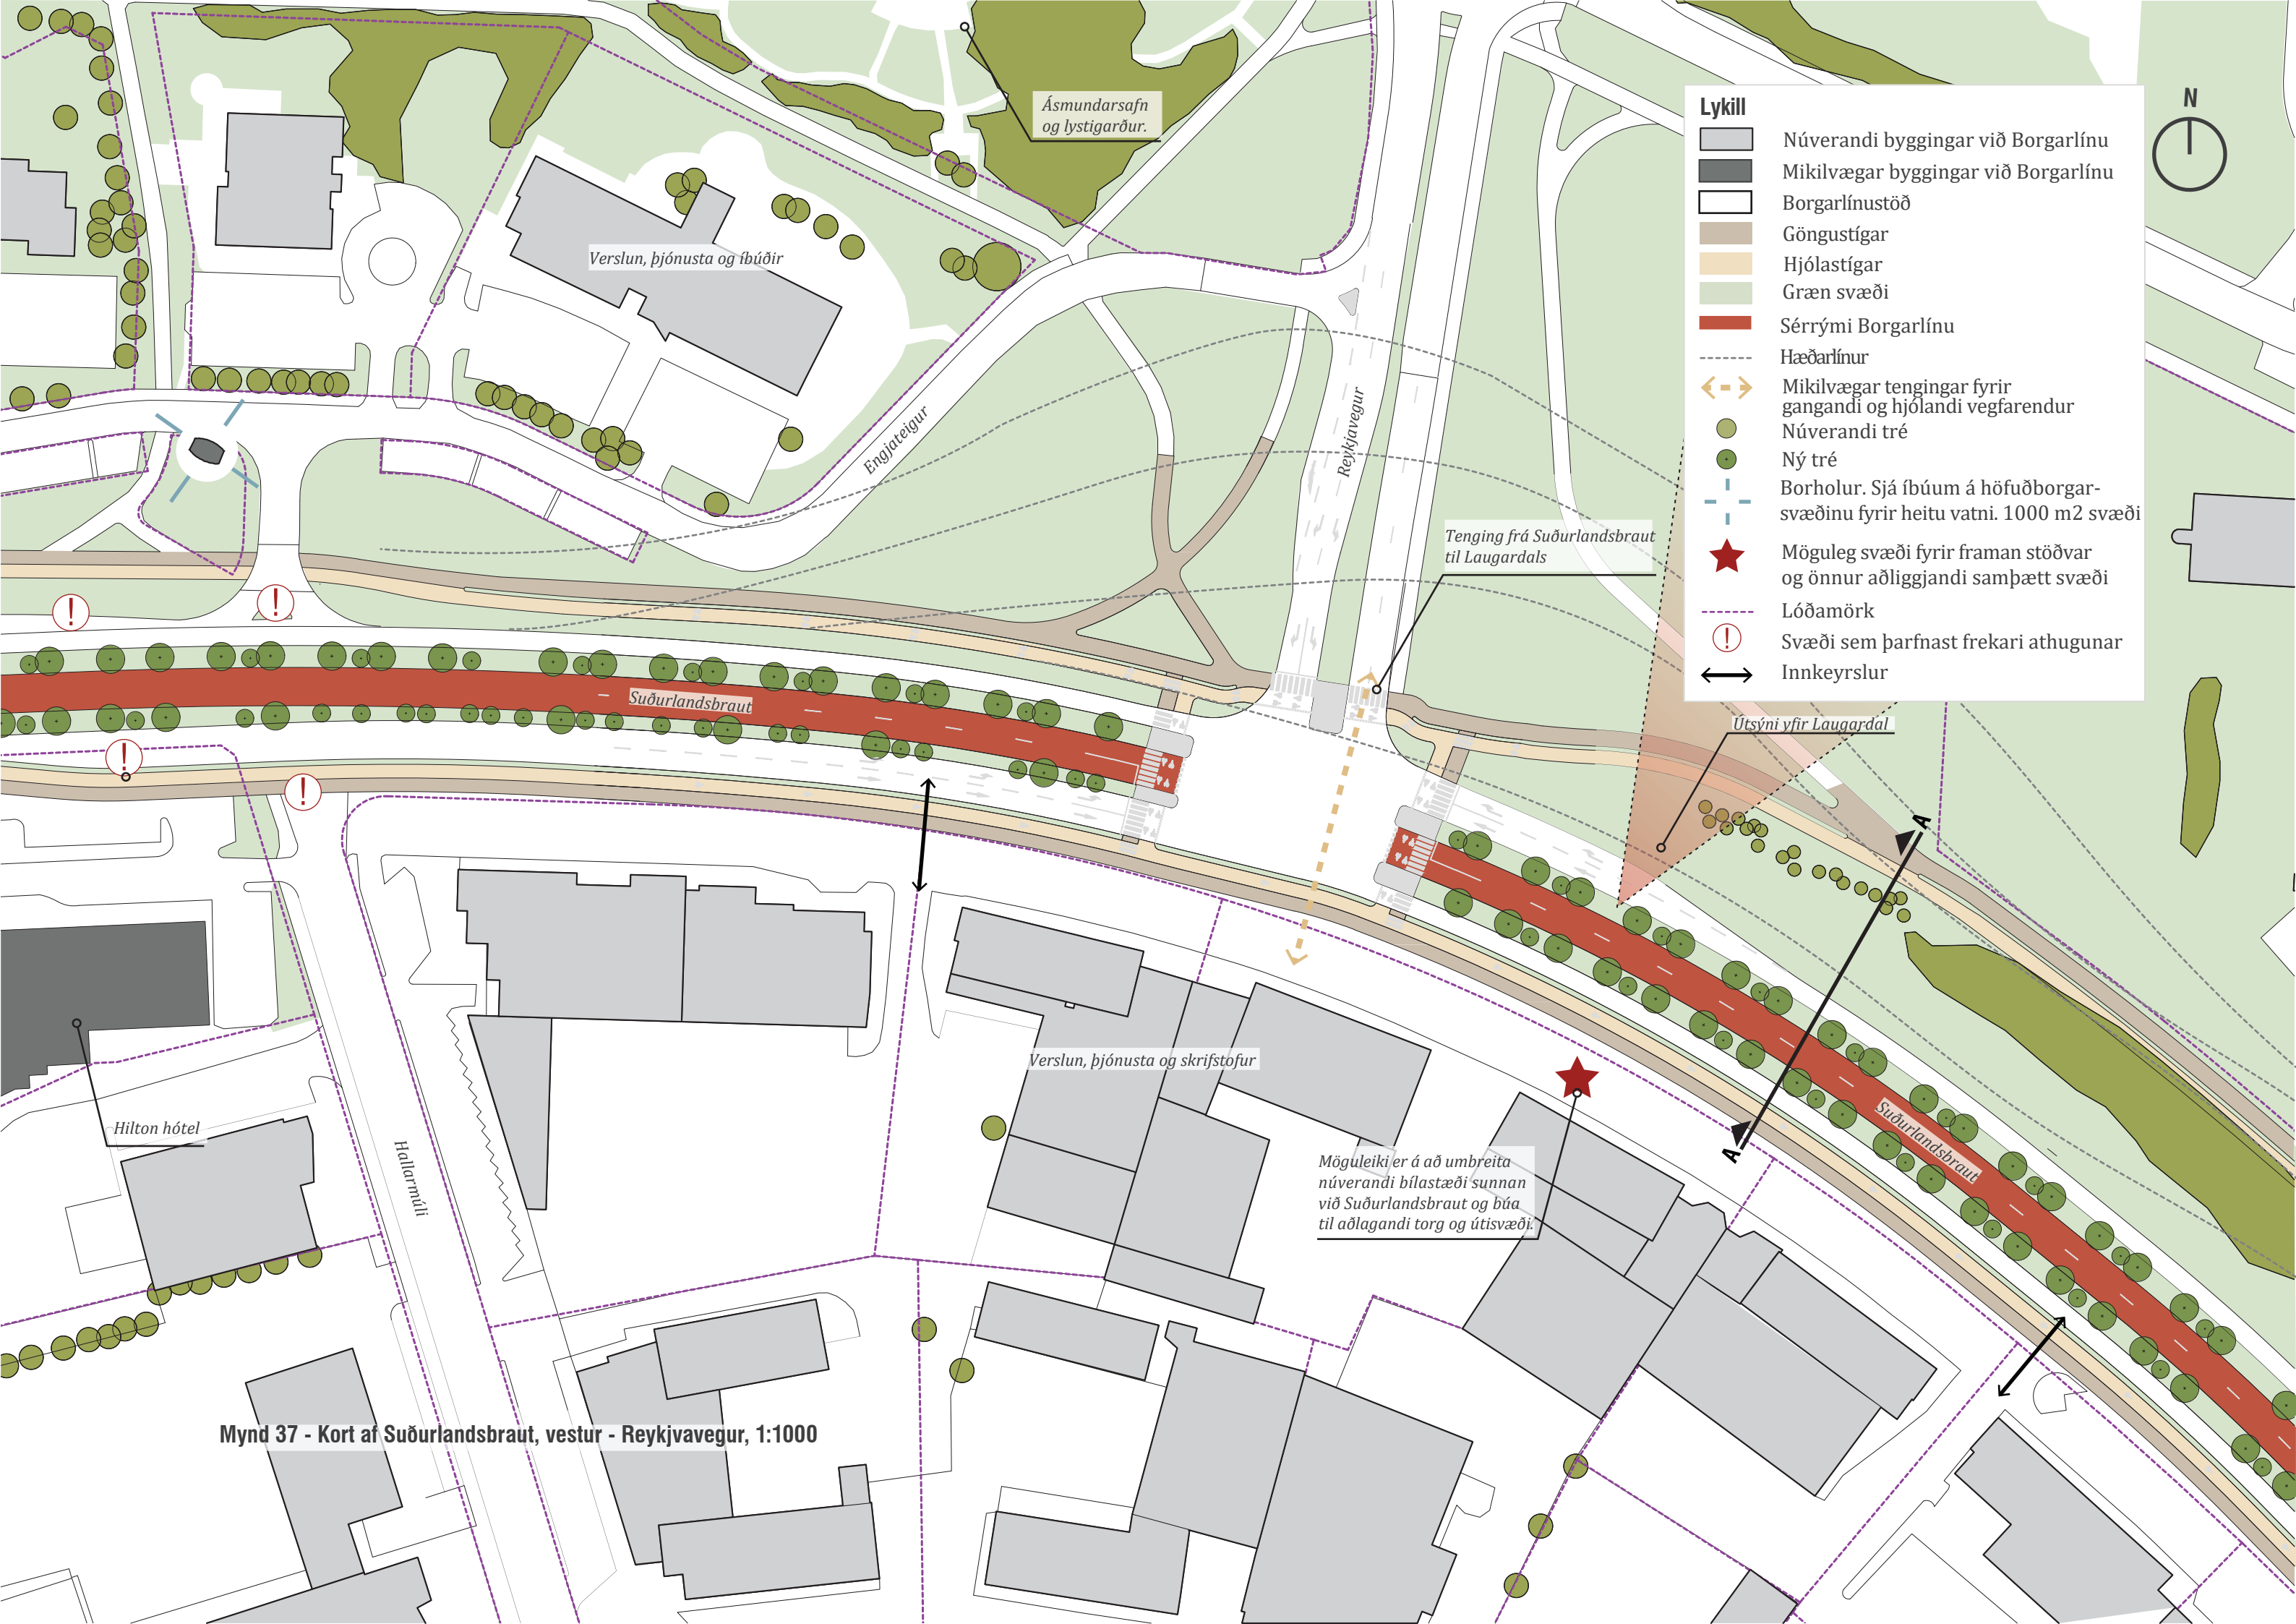 Ásmundarsafn
og lystigarður.
Lykill
N
Núverandi byggingar við Borgarlínu
Mikilvægar byggingar við Borgarlínu
Borgarlínustöð
Göngustígar
Hjólastígar
Græn svæði
Sérrými Borgarlínu
Hæðarlínur
Mikilvægar tengingar fyrir
gangandi og hjólandi vegfarendur
Núverandi tré
Ný tré
Borholur. Sjá íbúum á höfuðborgar-
svæðinu fyrir heitu vatni. 1000 m2 svæði
Möguleg svæði fyrir framan stöðvar
og önnur aðliggjandi samþætt svæði
Lóðamörk
Svæði sem þarfnast frekari athugunar
Innkeyrslur
Verslun, þjónusta og íbúðir
Engjateigur
Reykjavegur
Tenging frá Suðurlandsbraut
til Laugardals
!
!
Suðurlandsbraut
Útsýni yfir Laugardal
!
!
A
Verslun, þjónusta og skrifstofur
Hilton hótel
Hallarmúli
A
Suðurlandsbraut
Möguleiki er á að umbreita
núverandi bílastæði sunnan
við Suðurlandsbraut og búa
til aðlagandi torg og útisvæði.
Mynd 37 - Kort af Suðurlandsbraut, vestur - Reykjvavegur, 1:1000